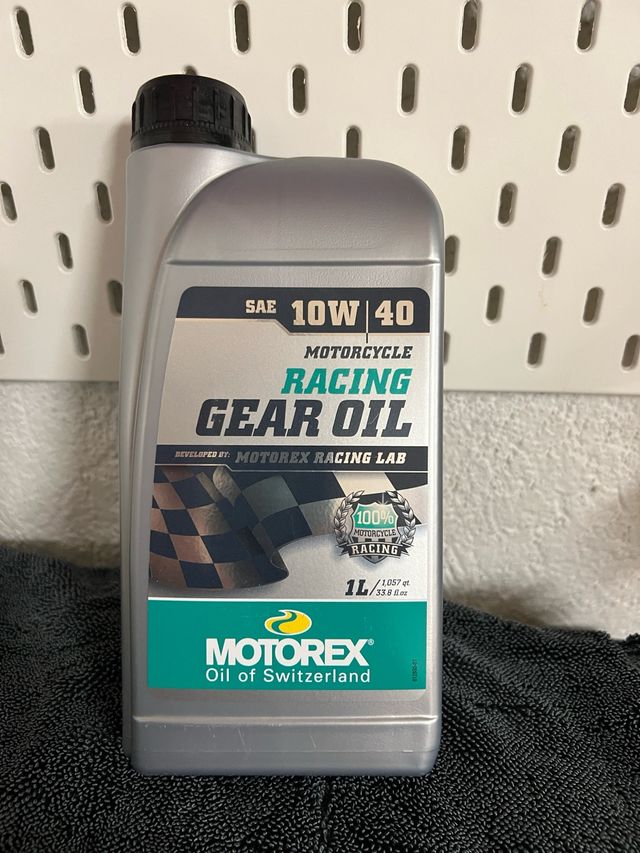 SAE 10W | 40
MOTORCYCLE
RACING
GEAR OIL
DEVELOPED BY: MOTOREX RACING LAB
100%
MOTORCYCLE
RACING
1L / 1,057 qt
33.8 fl.oz
MOTOREX®
Oil of Switzerland